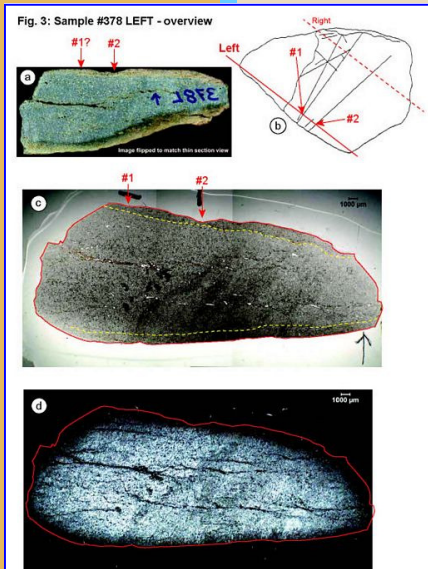 Fig. 3: Sample #378 LEFT - overview
#1? #2
a
378L
Image flipped to match thin section view
Right
Left
#1
#2
b
#1 #2
c
1000 µm
d
1000 µm